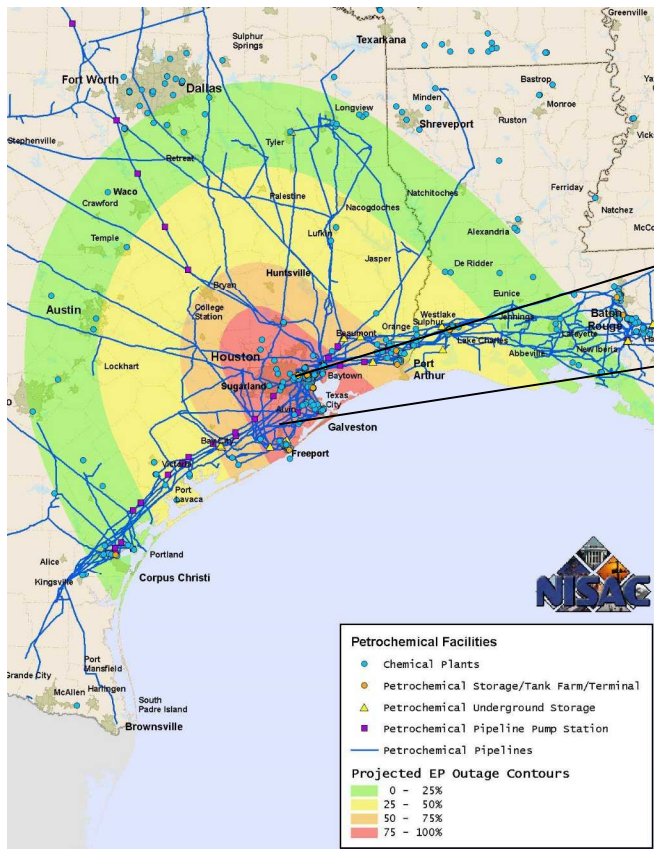 Greenville
Sulphur
Springs
Texarkana
Fort Worth
Dallas
Bastrop
Monroe
Minden
Longview
Ruston
Shreveport
Stephenville
Tyler
Retreat
Waco
Crawford
Palestine
Natchitoches
Ferriday
Nacogdoches
Natchez
Temple
Lufkin
Alexandria
McCo
Jasper
De Ridder
Huntsville
Bryan
Eunice
Austin
College
Station
Westlake
Orange
Sulphur
Jennings
Baton
Rouge
Beaumont
Lafayette
Lake Charles
Houston
Abbeville
New Iberia
Ha
Lockhart
Baytown
Port
Arthur
Sugarland
Texas
City
Alvin
Galveston
Bay City
Freeport
Victoria
Port
Lavaca
Portland
Alice
Corpus Christi
Kingsville
NISAC
Port
Mansfield
Grande City
Harlingen
McAllen
South
Padre Island
Brownsville
Petrochemical Facilities
Chemical Plants
Petrochemical Storage/Tank Farm/Terminal
Petrochemical Underground Storage
Petrochemical Pipeline Pump Station
Petrochemical Pipelines
Projected EP Outage Contours
0 - 25%
25 - 50%
50 - 75%
75 - 100%